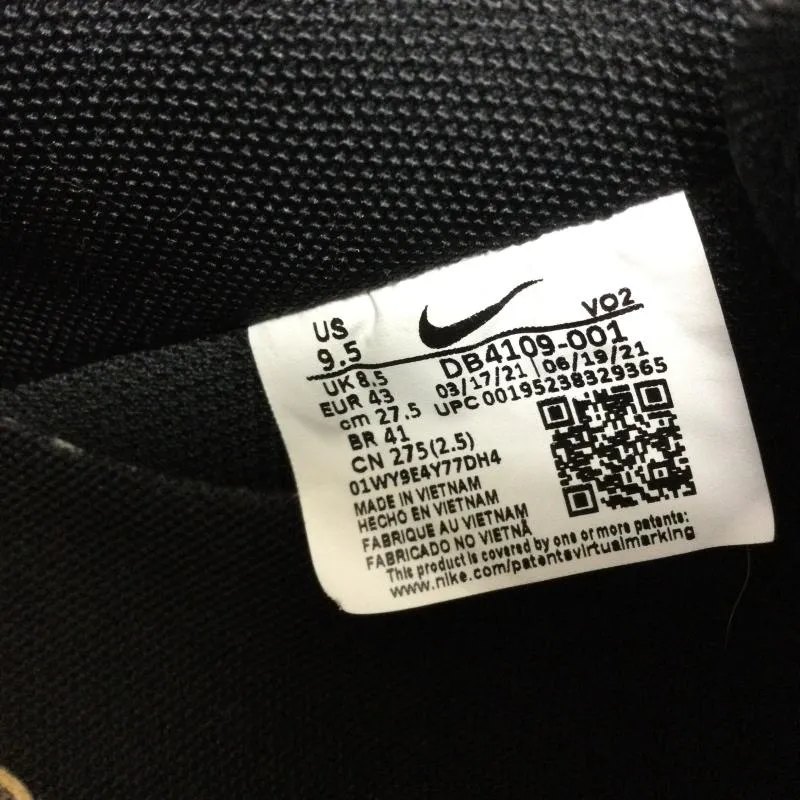 US
9.5
VO2
UK 8.5
DB4109-001
EUR 43
03/17/21 | 06/19/21
cm 27.5
UPC 00195238329365
BR 41
CN 275(2.5)
01WY9E4Y77DH4
MADE IN VIETNAM
HECHO EN VIETNAM
FABRIQUE AU VIETNAM
FABRICADO NO VIETNÃ
This product is covered by one or more patents:
www.nike.com/patentsvirtualmarking